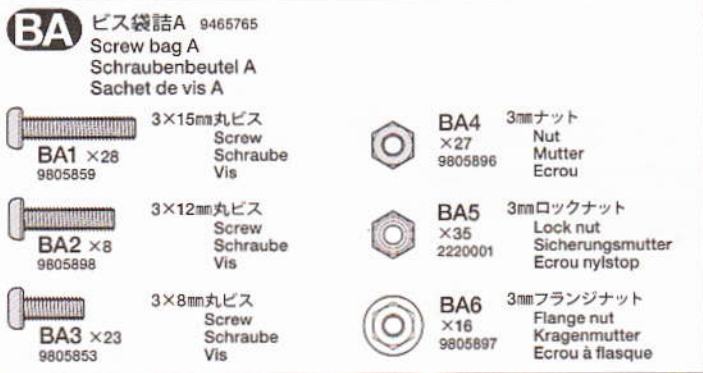 BA ビス袋詰A 9465765
Screw bag A
Schraubenbeutel A
Sachet de vis A
3×15㎜丸ビス
Screw
BA1 ×28 Schraube
9805859 Vis
3×12㎜丸ビス
Screw
BA2 ×8 Schraube
9805898 Vis
3×8㎜丸ビス
Screw
BA3 ×23 Schraube
9805853 Vis
BA4 3㎜ナット
×27 Nut
9805896 Mutter
Ecrou
BA5 3㎜ロックナット
×35 Lock nut
2220001 Sicherungsmutter
Ecrou nylstop
BA6 3㎜フランジナット
×16 Flange nut
9805897 Kragenmutter
Ecrou à flasque